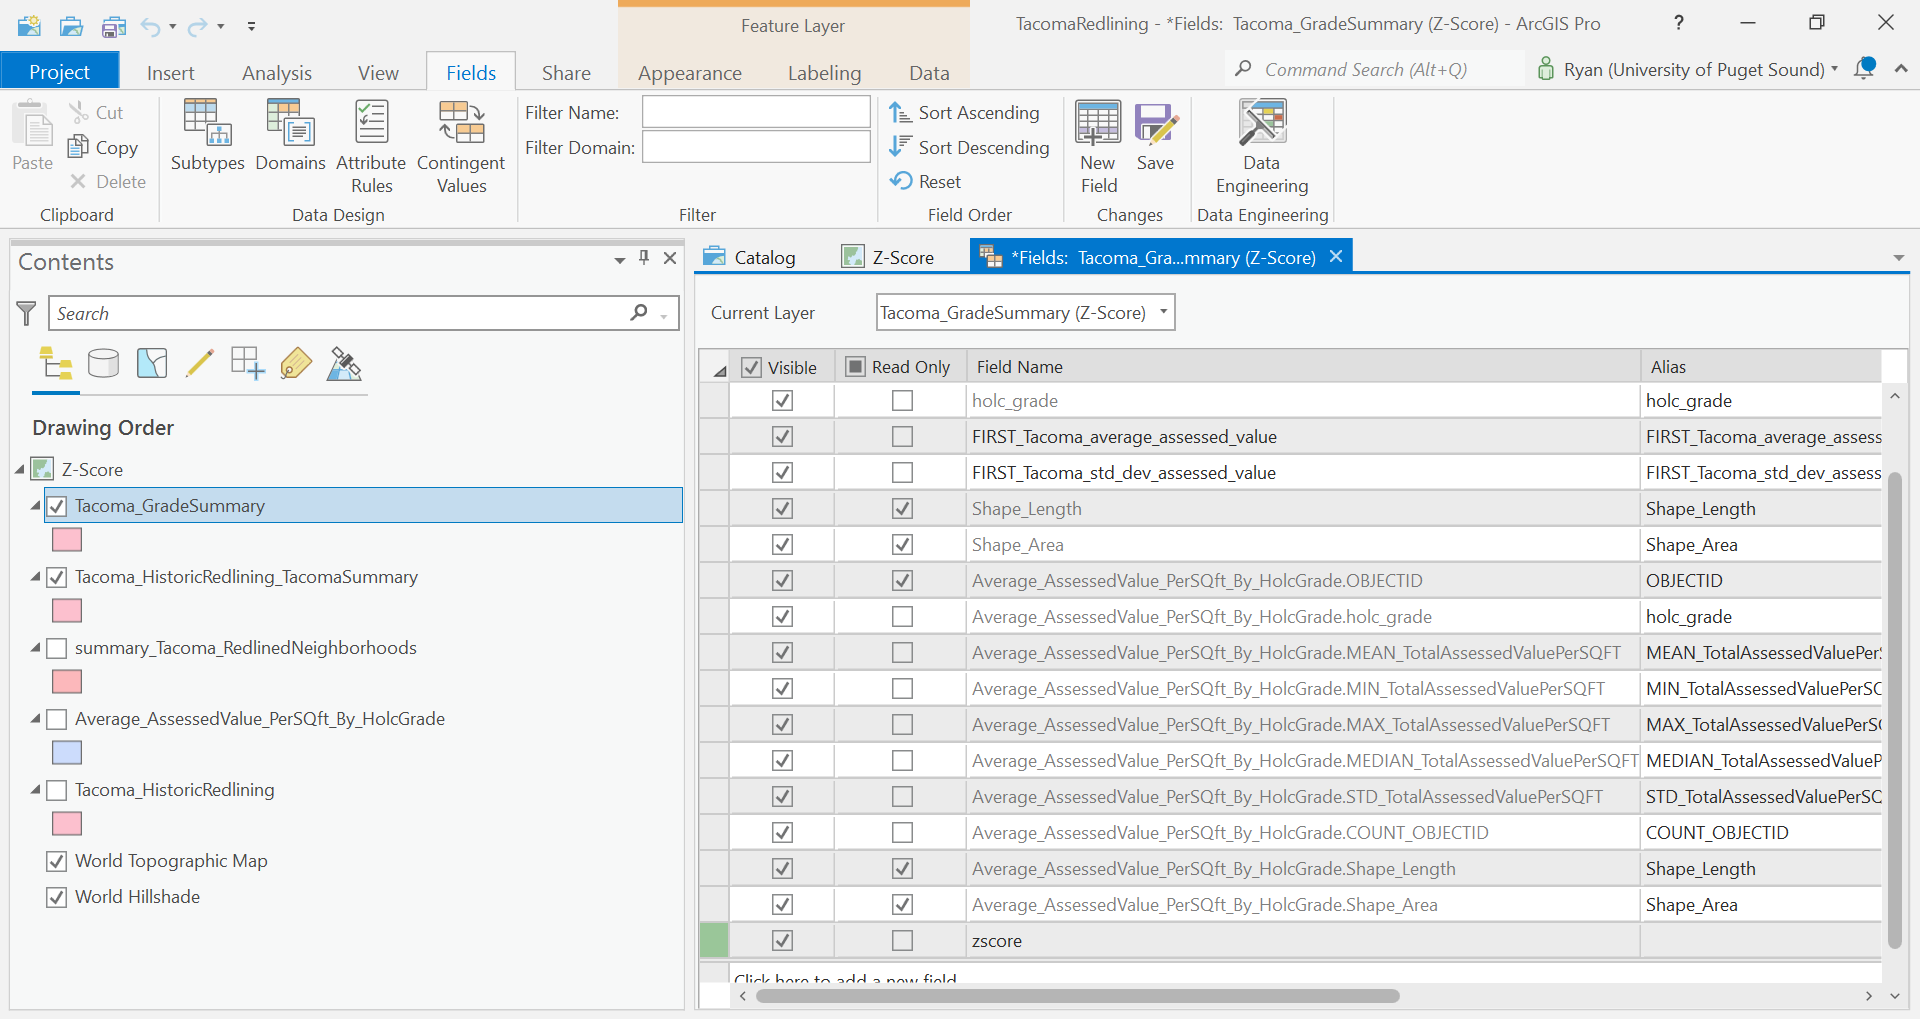 Feature Layer
TacomaRedlining - *Fields: Tacoma_GradeSummary (Z-Score) - ArcGIS Pro
?
Project Insert Analysis View Fields Share Appearance Labeling Data
Command Search (Alt+Q)
Ryan (University of Puget Sound)
Paste
Cut
Copy
Delete
Clipboard
Subtypes
Domains
Attribute
Rules
Contingent
Values
Data Design
Filter Name:
Filter Domain:
Filter
Sort Ascending
Sort Descending
Reset
Field Order
New
Field
Save
Changes
Data
Engineering
Data Engineering
Contents
Search
Drawing Order
Z-Score
Tacoma_GradeSummary
Tacoma_HistoricRedlining_TacomaSummary
summary_Tacoma_RedlinedNeighborhoods
Average_AssessedValue_PerSQft_By_HolcGrade
Tacoma_HistoricRedlining
World Topographic Map
World Hillshade
Catalog Z-Score *Fields: Tacoma_Gra...mmary (Z-Score)
Current Layer Tacoma_GradeSummary (Z-Score)
Visible Read Only Field Name Alias
holc_grade holc_grade
FIRST_Tacoma_average_assessed_value FIRST_Tacoma_average_assess
FIRST_Tacoma_std_dev_assessed_value FIRST_Tacoma_std_dev_assess
Shape_Length Shape_Length
Shape_Area Shape_Area
Average_AssessedValue_PerSQft_By_HolcGrade.OBJECTID OBJECTID
Average_AssessedValue_PerSQft_By_HolcGrade.holc_grade holc_grade
Average_AssessedValue_PerSQft_By_HolcGrade.MEAN_TotalAssessedValuePerSQFT MEAN_TotalAssessedValuePerS
Average_AssessedValue_PerSQft_By_HolcGrade.MIN_TotalAssessedValuePerSQFT MIN_TotalAssessedValuePerSQ
Average_AssessedValue_PerSQft_By_HolcGrade.MAX_TotalAssessedValuePerSQFT MAX_TotalAssessedValuePerSQ
Average_AssessedValue_PerSQft_By_HolcGrade.MEDIAN_TotalAssessedValuePerSQFT MEDIAN_TotalAssessedValueP
Average_AssessedValue_PerSQft_By_HolcGrade.STD_TotalAssessedValuePerSQFT STD_TotalAssessedValuePerSQ
Average_AssessedValue_PerSQft_By_HolcGrade.COUNT_OBJECTID COUNT_OBJECTID
Average_AssessedValue_PerSQft_By_HolcGrade.Shape_Length Shape_Length
Average_AssessedValue_PerSQft_By_HolcGrade.Shape_Area Shape_Area
zscore
Click here to add a new field